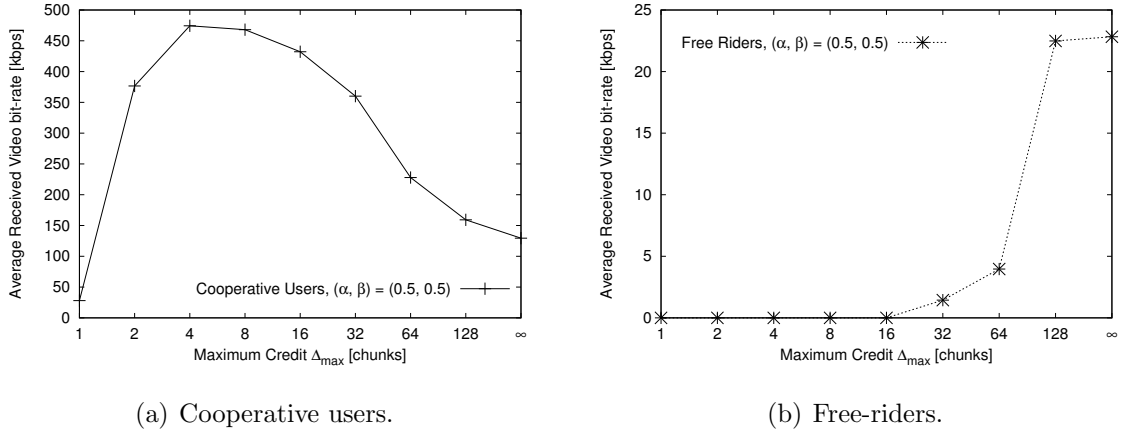 Average Received Video bit-rate [kbps]
500
450
400
350
300
250
200
150
100
50
0
Cooperative Users, (α, β) = (0.5, 0.5)
1 2 4 8 16 32 64 128 ∞
Maximum Credit Δmax [chunks]
(a) Cooperative users.
Average Received Video bit-rate [kbps]
25
20
15
10
5
0
Free Riders, (α, β) = (0.5, 0.5)
1 2 4 8 16 32 64 128 ∞
Maximum Credit Δmax [chunks]
(b) Free-riders.